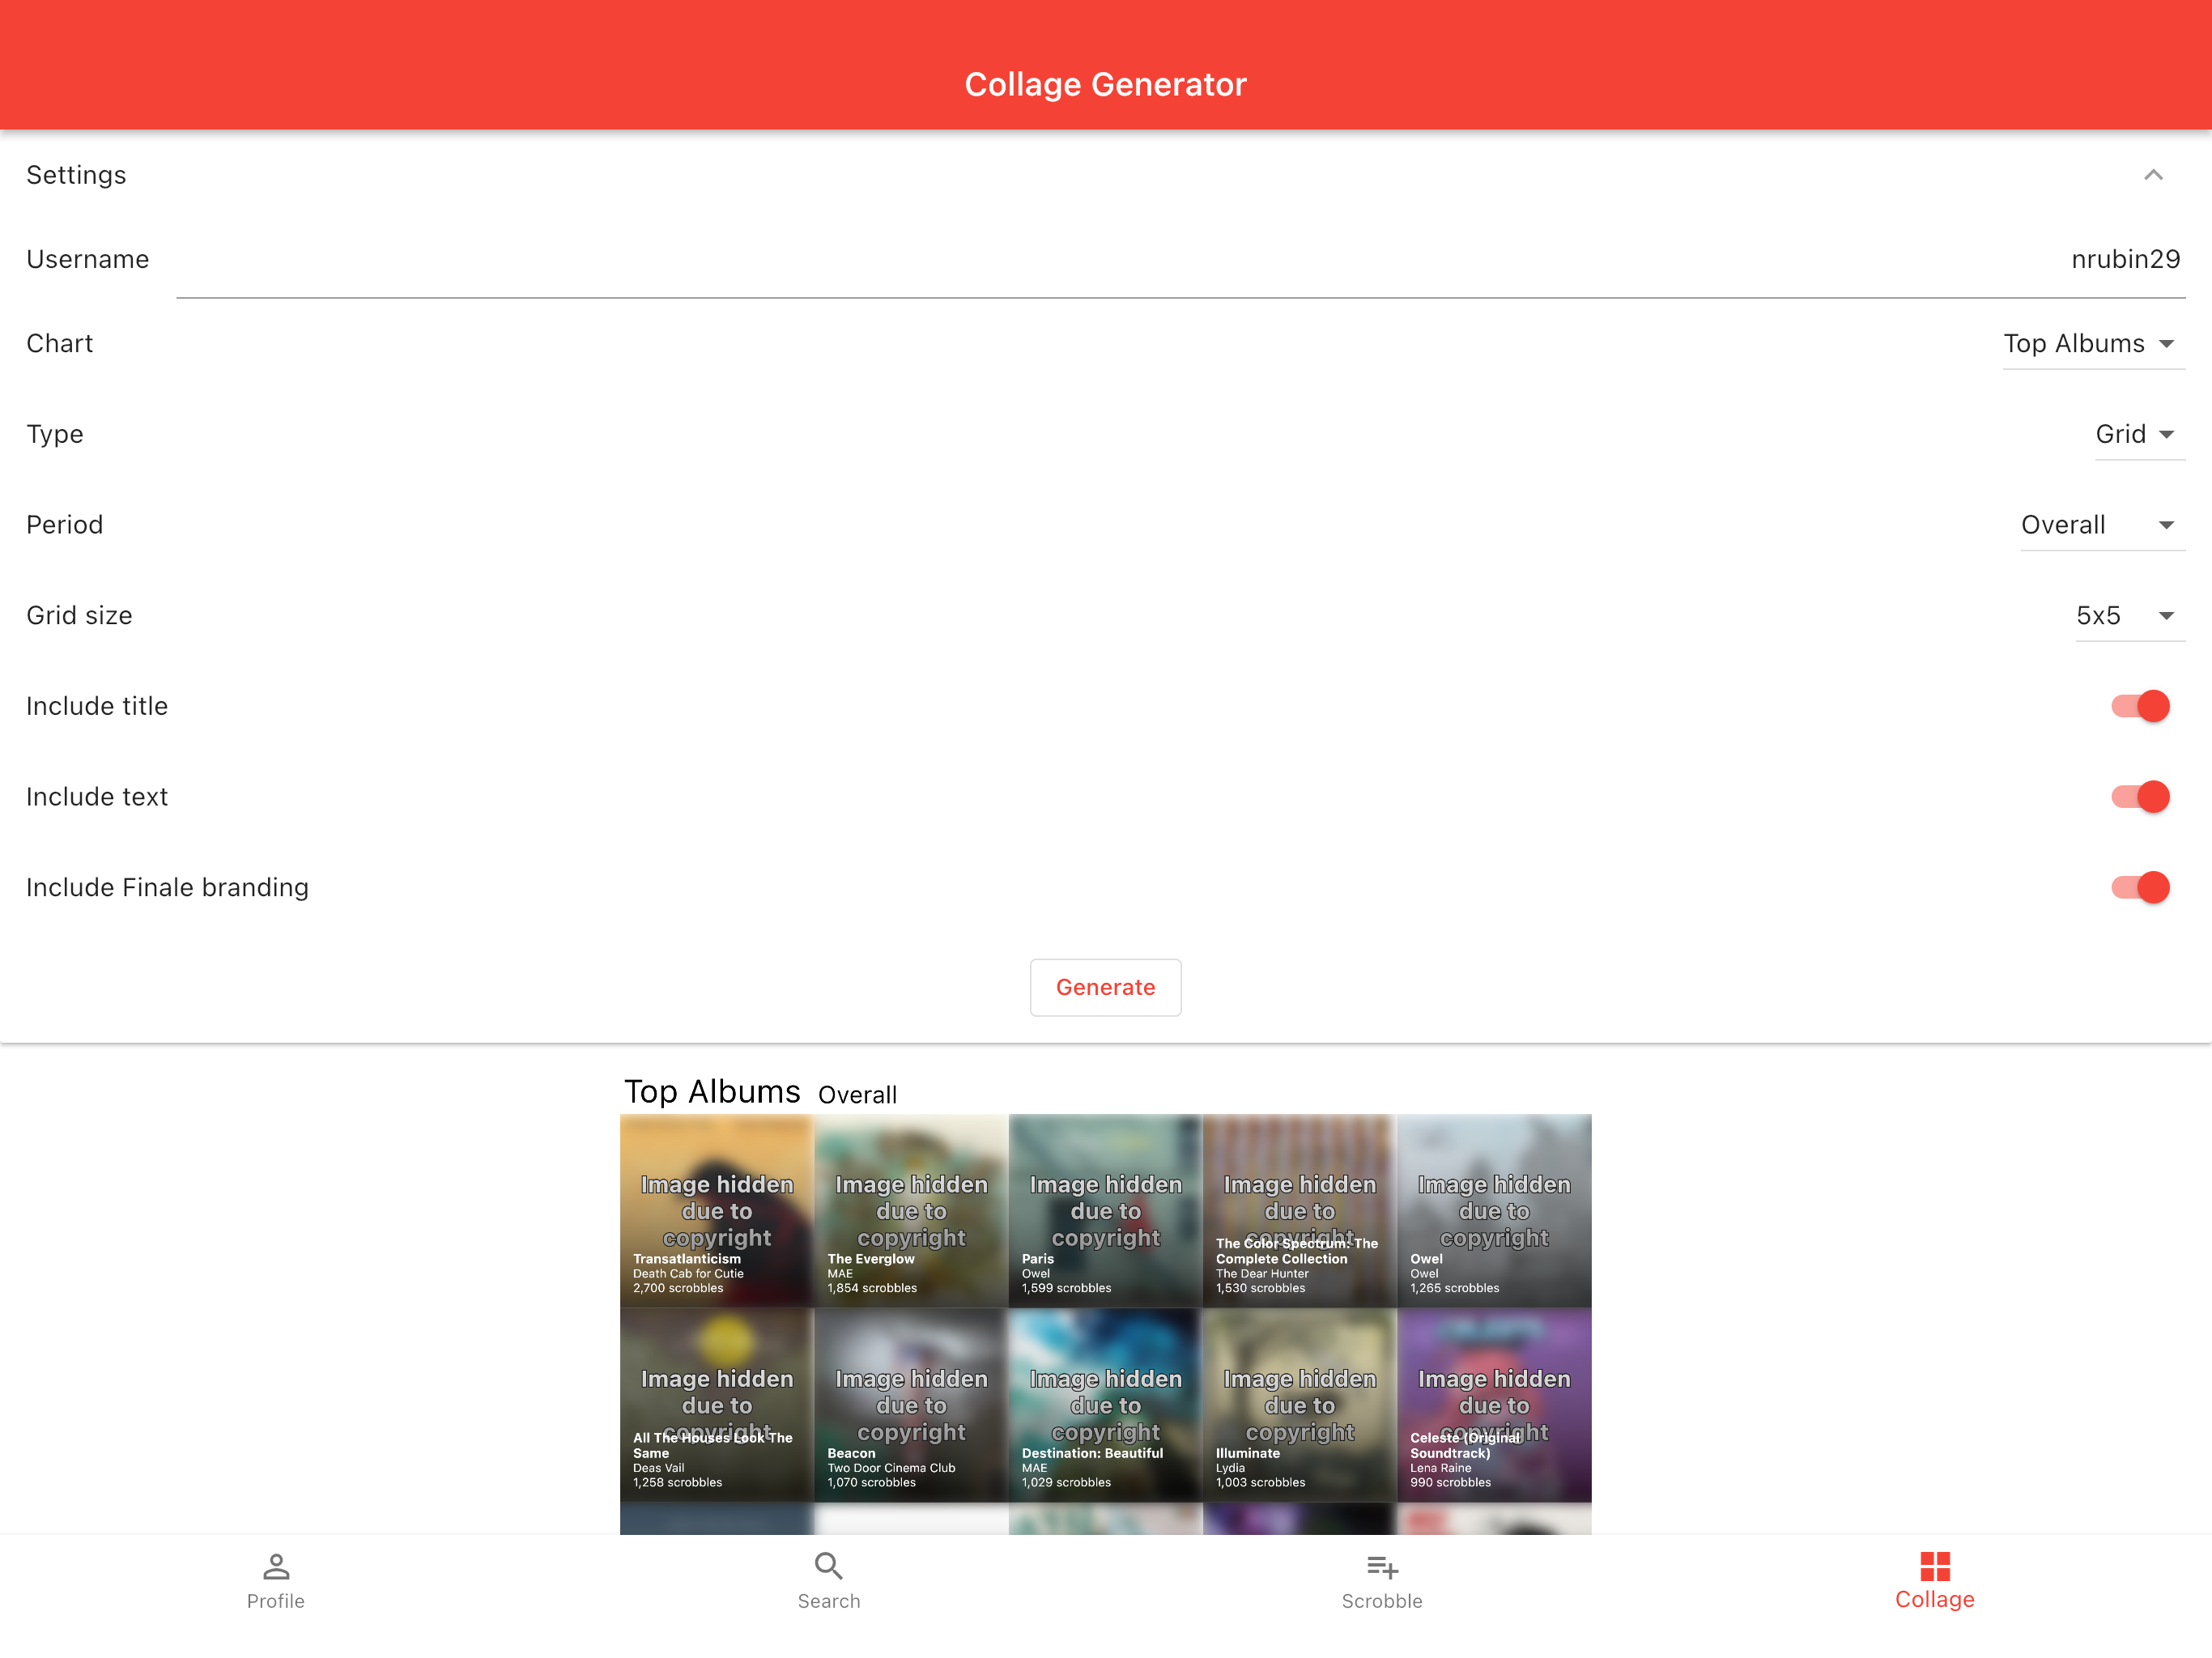 Collage Generator
Settings
Username nrubin29
Chart Top Albums
Type Grid
Period Overall
Grid size 5x5
Include title
Include text
Include Finale branding
Generate
Top Albums Overall
Image hidden
due to
copyright
Transatlanticism
Death Cab for Cutie
2,700 scrobbles
Image hidden
due to
copyright
The Everglow
MAE
1,854 scrobbles
Image hidden
due to
copyright
Paris
Owel
1,599 scrobbles
Image hidden
due to
copyright
The Color Spectrum: The
Complete Collection
The Dear Hunter
1,530 scrobbles
Image hidden
due to
copyright
Owel
Owel
1,265 scrobbles
Image hidden
due to
copyright
All The Houses Look The
Same
Deas Vail
1,258 scrobbles
Image hidden
due to
copyright
Beacon
Two Door Cinema Club
1,070 scrobbles
Image hidden
due to
copyright
Destination: Beautiful
MAE
1,029 scrobbles
Image hidden
due to
copyright
Illuminate
Lydia
1,003 scrobbles
Image hidden
due to
copyright
Celeste (Original
Soundtrack)
Lena Raine
990 scrobbles
Profile
Search
Scrobble
Collage